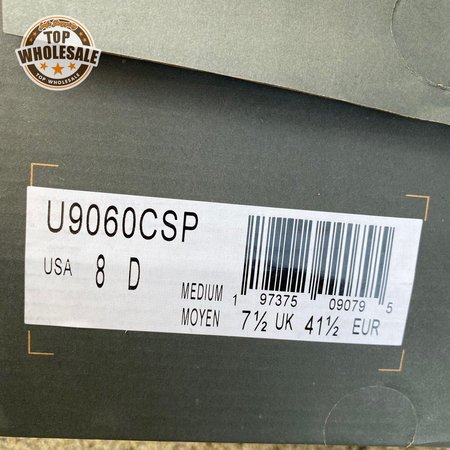 TOP
WHOLESALE
TOP WHOLESALE
U9060CSP
USA 8 D
MEDIUM 1 97375 09079 5
MOYEN 7½ UK 41½ EUR